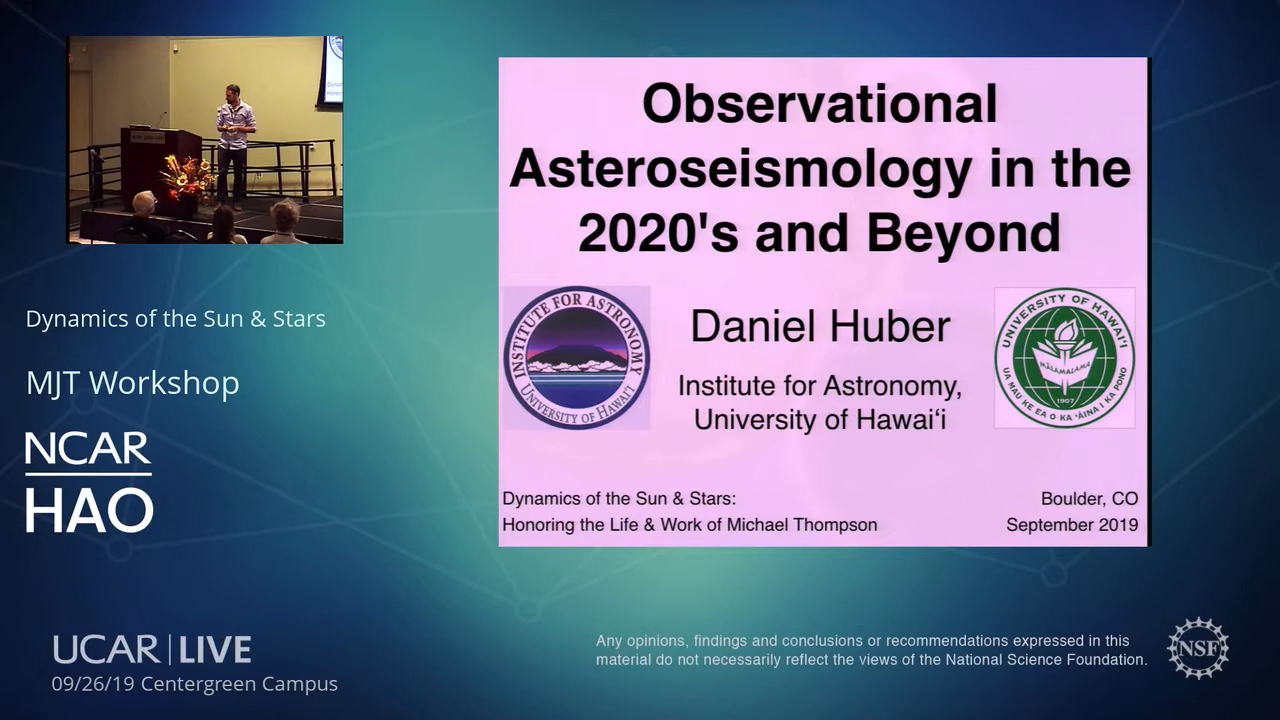 Observational
Asteroseismology in the
2020's and Beyond
INSTITUTE FOR ASTRONOMY
UNIVERSITY OF HAWAI'I
Daniel Huber
Institute for Astronomy,
University of Hawai‘i
UNIVERSITY OF HAWAI'I
MĀLAMALAMA
1907
UA MAU KE EA O KA ʻĀINA I KA PONO
Dynamics of the Sun & Stars:
Honoring the Life & Work of Michael Thompson
Boulder, CO
September 2019
Dynamics of the Sun & Stars
MJT Workshop
NCAR
HAO
UCAR | LIVE
09/26/19 Centergreen Campus
Any opinions, findings and conclusions or recommendations expressed in this
material do not necessarily reflect the views of the National Science Foundation.
NSF